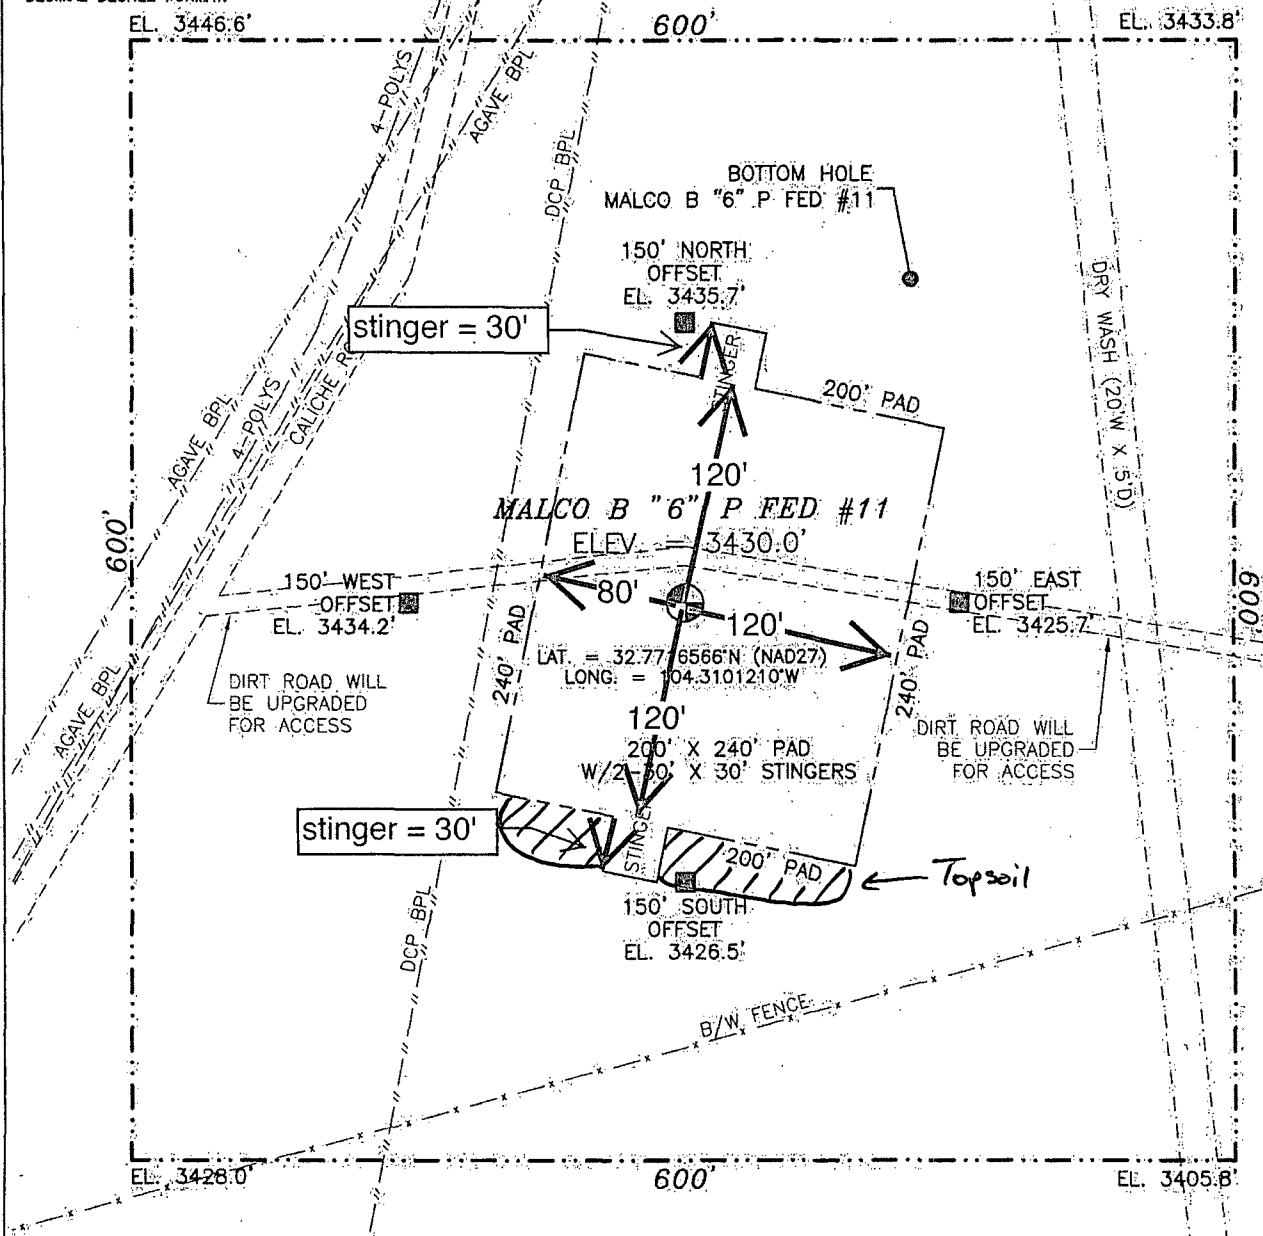 EL. 3446.6'
600'
EL. 3433.8'
4-POLYS
AGAVE BPL
DCP BPL
BOTTOM HOLE
MALCO B "6" P FED #11
150' NORTH
OFFSET
EL. 3435.7'
DRY WASH (20'W X 5'D)
stinger = 30'
STINGER
200' PAD
AGAVE BPL
4-POLYS
CALICHE
120'
MALCO B "6" P FED #11
ELEV. = 3430.0'
600'
150' WEST
OFFSET
EL. 3434.2'
80'
120'
150' EAST
OFFSET
EL. 3425.7'
600'
240' PAD
LAT. = 32.7716566°N (NAD27)
LONG. = 104.3101210°W
240' PAD
AGAVE BPL
DIRT ROAD WILL
BE UPGRADED
FOR ACCESS
120'
DIRT ROAD WILL
BE UPGRADED
FOR ACCESS
200' X 240' PAD
W/2-30' X 30' STINGERS
stinger = 30'
STINGER
200' PAD
Topsoil
150' SOUTH
OFFSET
EL. 3426.5'
DCP BPL
B/W FENCE
EL. 3428.0'
600'
EL. 3405.8'